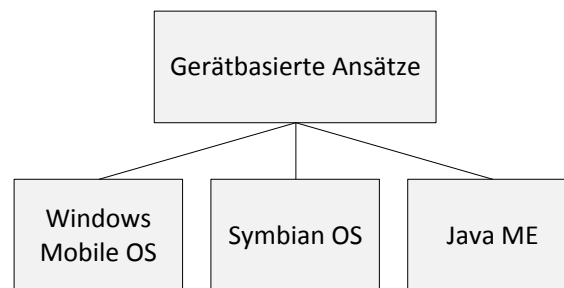 Gerätbasierte Ansätze
Windows
Mobile OS
Symbian OS
Java ME